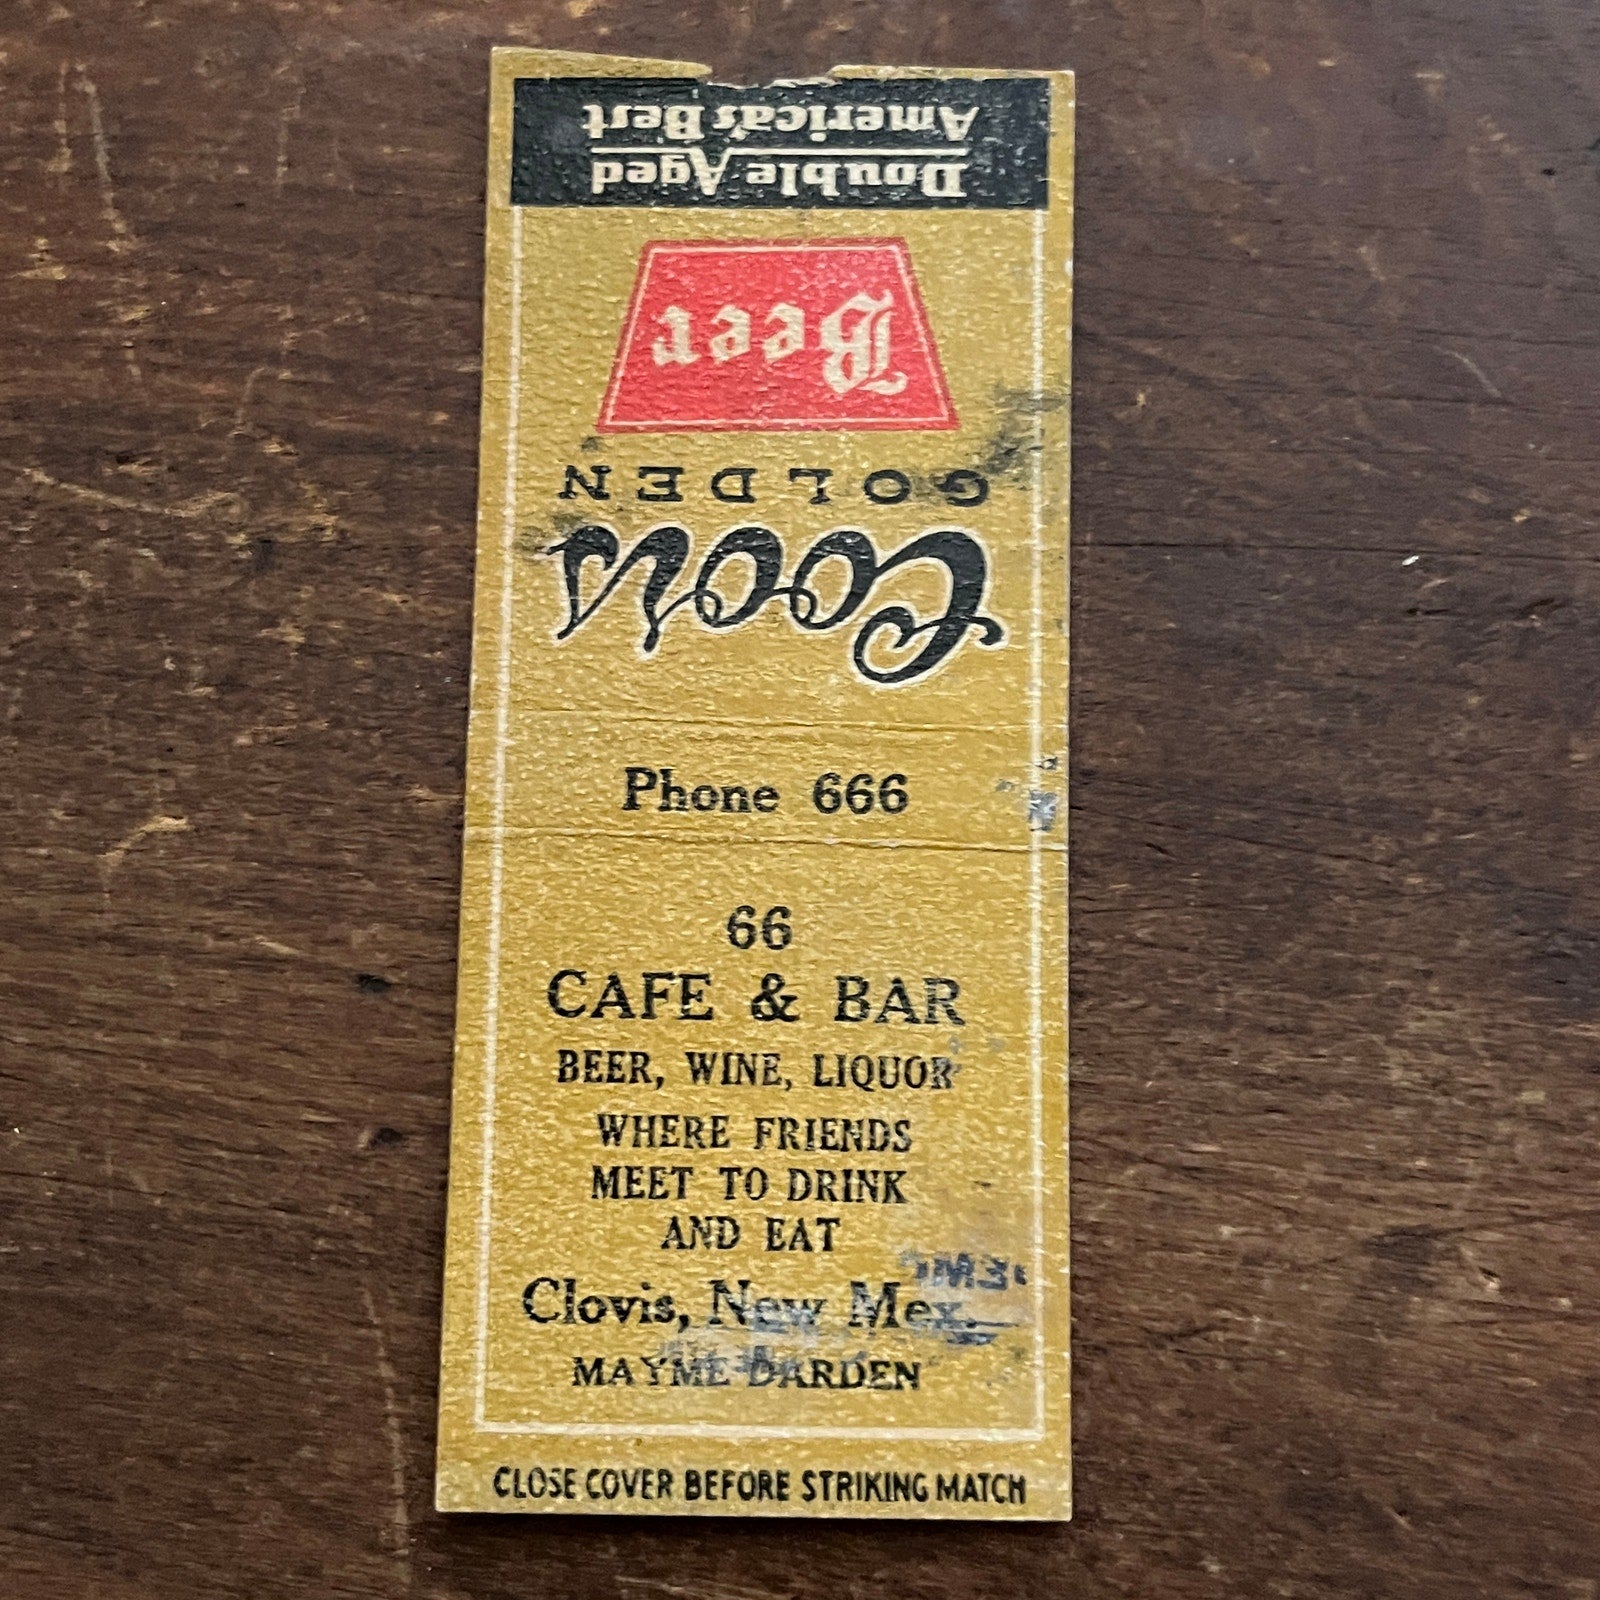 Double Aged
America's Best
Beer
GOLDEN
Coors
Phone 666
66
CAFE & BAR
BEER, WINE, LIQUOR
WHERE FRIENDS
MEET TO DRINK
AND EAT
Clovis, New Mex.
MAYME DARDEN
CLOSE COVER BEFORE STRIKING MATCH